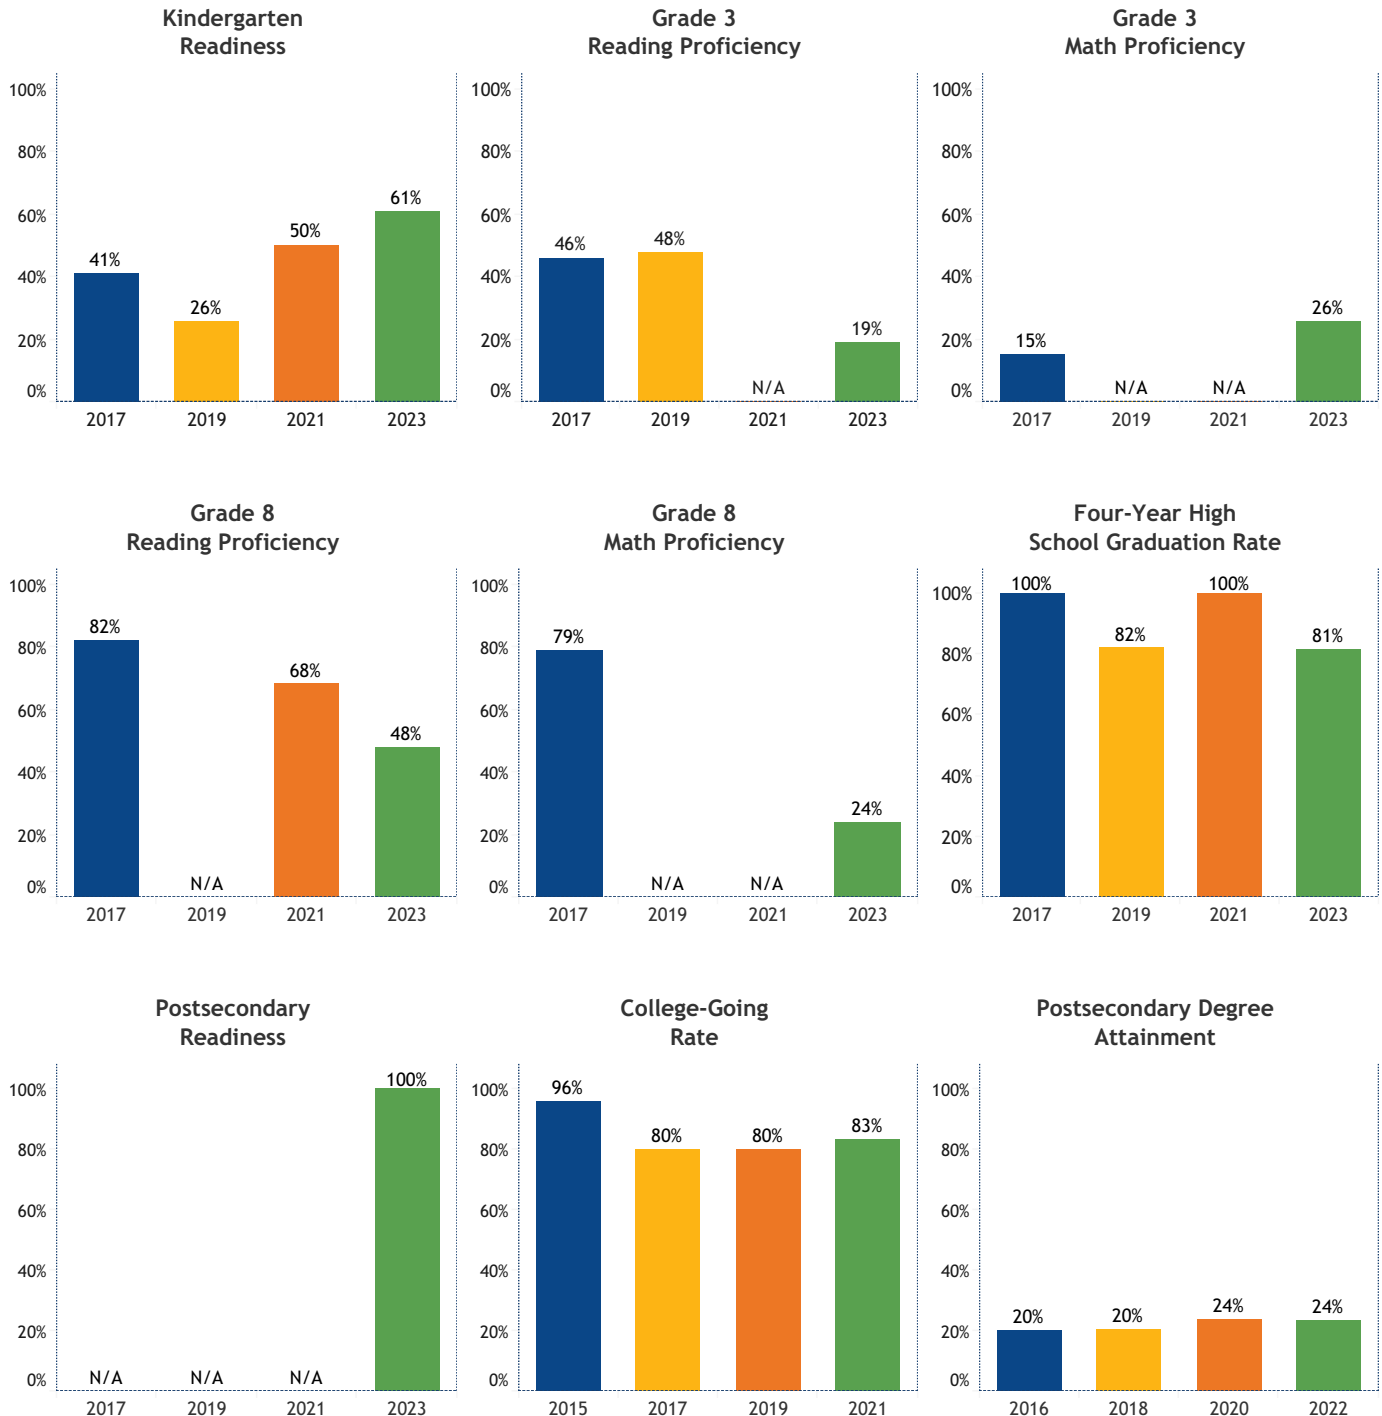 Kindergarten
Readiness
100%
80%
60%
40%
20%
0%
41%
26%
50%
61%
2017 2019 2021 2023
Grade 3
Reading Proficiency
100%
80%
60%
40%
20%
0%
46%
48%
N/A
19%
2017 2019 2021 2023
Grade 3
Math Proficiency
100%
80%
60%
40%
20%
0%
15%
N/A
N/A
26%
2017 2019 2021 2023
Grade 8
Reading Proficiency
100%
80%
60%
40%
20%
0%
82%
N/A
68%
48%
2017 2019 2021 2023
Grade 8
Math Proficiency
100%
80%
60%
40%
20%
0%
79%
N/A
N/A
24%
2017 2019 2021 2023
Four-Year High
School Graduation Rate
100%
80%
60%
40%
20%
0%
100%
82%
100%
81%
2017 2019 2021 2023
Postsecondary
Readiness
100%
80%
60%
40%
20%
0%
N/A
N/A
N/A
100%
2017 2019 2021 2023
College-Going
Rate
100%
80%
60%
40%
20%
0%
96%
80%
80%
83%
2015 2017 2019 2021
Postsecondary Degree
Attainment
100%
80%
60%
40%
20%
0%
20%
20%
24%
24%
2016 2018 2020 2022